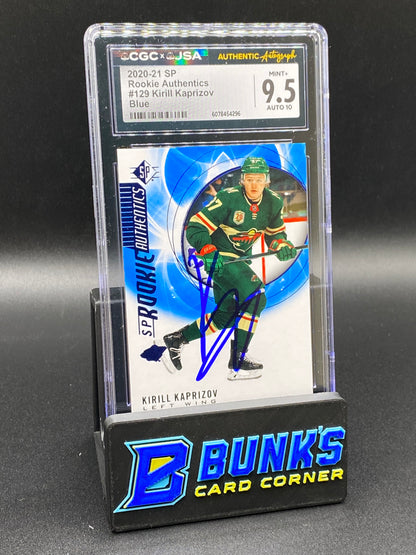 CGC x JSA
AUTHENTIC Autograph
2020-21 SP
Rookie Authentics
#129 Kirill Kaprizov
Blue
MINT+
9.5
AUTO 10
6078454296
SP
SP ROOKIE AUTHENTICS
97
KIRILL KAPRIZOV
LEFT WING
B BUNK'S
CARD CORNER